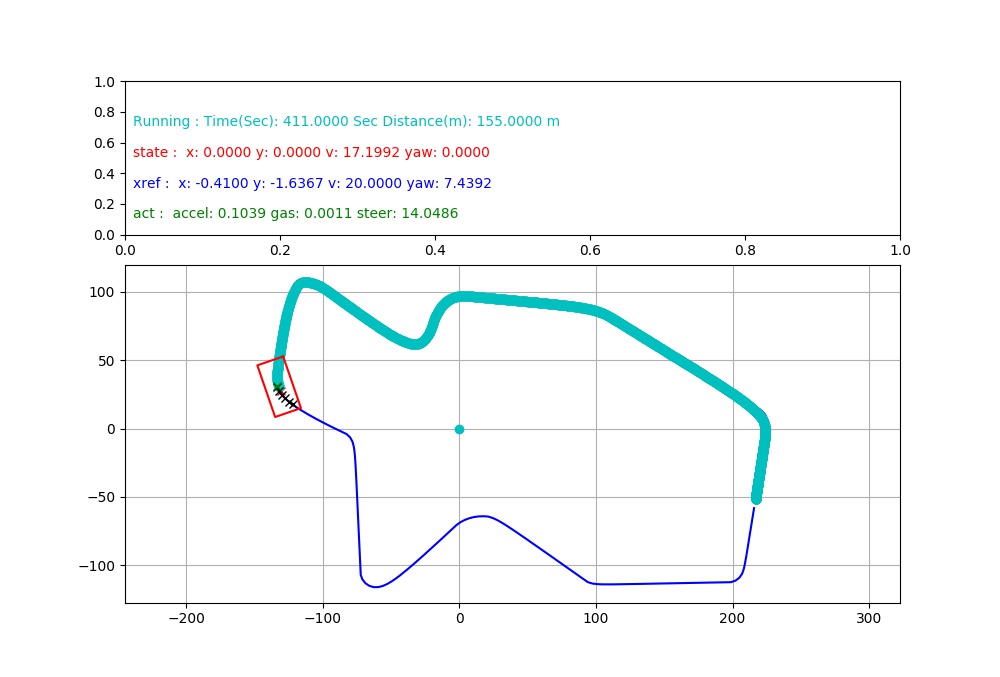 1.0
0.8
0.6
0.4
0.2
0.0
Running : Time(Sec): 411.0000 Sec Distance(m): 155.0000 m
state :  x: 0.0000 y: 0.0000 v: 17.1992 yaw: 0.0000
xref :  x: -0.4100 y: -1.6367 v: 20.0000 yaw: 7.4392
act :  accel: 0.1039 gas: 0.0011 steer: 14.0486
0.0 0.2 0.4 0.6 0.8 1.0
100
50
0
−50
−100
−200 −100 0 100 200 300